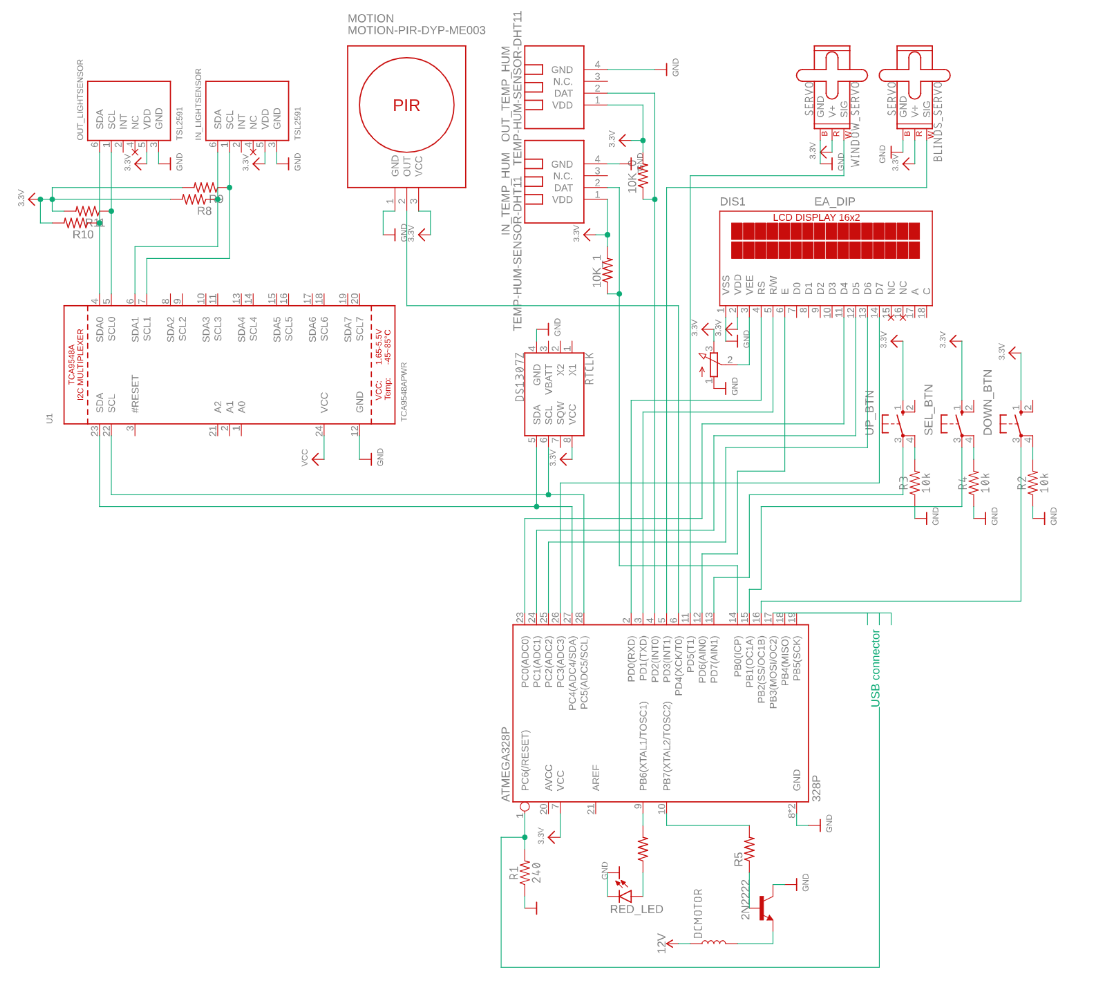 MOTION
MOTION-PIR-DYP-ME003
PIR
GND
OUT
VCC
1
2
3
GND
3.3V
OUT_LIGHTSENSOR
SDA
SCL
INT
NC
VDD
GND
TSL2591
6
1
2
4
5
3
3.3V
GND
IN_LIGHTSENSOR
SDA
SCL
INT
NC
VDD
GND
TSL2591
6
1
2
4
5
3
3.3V
GND
3.3V
R9
R8
R11
R10
OUT_TEMP_HUM
TEMP-HUM-SENSOR-DHT11
GND
N.C.
DAT
VDD
4
3
2
1
GND
3.3V
10K
IN_TEMP_HUM
TEMP-HUM-SENSOR-DHT11
GND
N.C.
DAT
VDD
4
3
2
1
GND
3.3V
10K_1
SERVO
GND
V+
SIG
B
R
W
WINDOW_SERVO
3.3V
GND
SERVO
GND
V+
SIG
B
R
W
BLINDS_SERVO
GND
3.3V
DIS1
EA_DIP
LCD DISPLAY 16x2
VSS
VDD
VEE
RS
R/W
E
D0
D1
D2
D3
D4
D5
D6
D7
NC
NC
A
C
1
2
3
4
5
6
7
8
9
10
11
12
13
14
15
16
17
18
3.3V
3.3V
GND
3
2
1
GND
3.3V
3.3V
3.3V
UP_BTN
SEL_BTN
DOWN_BTN
1
2
3
4
1
2
3
4
1
2
3
4
R3
10k
R4
10k
R2
10k
GND
GND
GND
U1
TCA9548A
I2C MULTIPLEXER
4
5
6
7
8
9
10
11
13
14
15
16
17
18
19
20
SDA0
SCL0
SDA1
SCL1
SDA2
SCL2
SDA3
SCL3
SDA4
SCL4
SDA5
SCL5
SDA6
SCL6
SDA7
SCL7
VCC: 1.65-5.5V
Temp: -45~85°C
TCA9548APWR
SDA
SCL
#RESET
A2
A1
A0
VCC
GND
23
22
3
21
2
1
24
12
VCC
GND
DS1307Z
RTCLK
GND
4
3
2
1
GND
VBATT
X2
X1
SDA
SCL
SQW
VCC
5
6
7
8
3.3V
ATMEGA328P
328P
23
24
25
26
27
28
2
3
4
5
6
11
12
13
14
15
16
17
18
19
PC0(ADC0)
PC1(ADC1)
PC2(ADC2)
PC3(ADC3)
PC4(ADC4/SDA)
PC5(ADC5/SCL)
PD0(RXD)
PD1(TXD)
PD2(INT0)
PD3(INT1)
PD4(XCK/T0)
PD5(T1)
PD6(AIN0)
PD7(AIN1)
PB0(ICP)
PB1(OC1A)
PB2(SS/OC1B)
PB3(MOSI/OC2)
PB4(MISO)
PB5(SCK)
PC6(/RESET)
AVCC
VCC
AREF
PB6(XTAL1/TOSC1)
PB7(XTAL2/TOSC2)
GND
1
20
7
21
9
10
8*2
USB connector
3.3V
GND
R1
240
GND
RED_LED
R5
2N2222
GND
DCMOTOR
12V